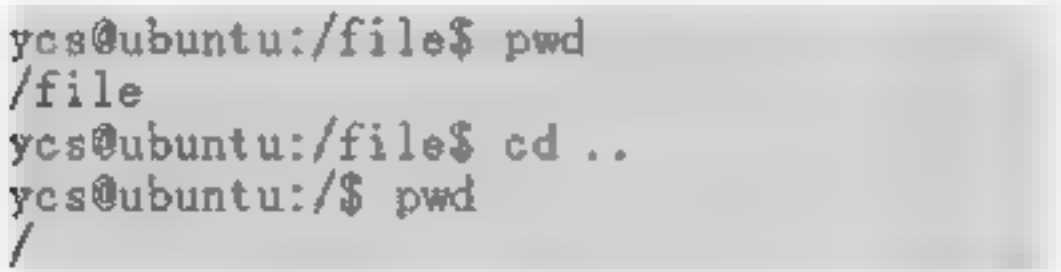 ycs@ubuntu:/file$ pwd
/file
ycs@ubuntu:/file$ cd ..
ycs@ubuntu:/$ pwd
/